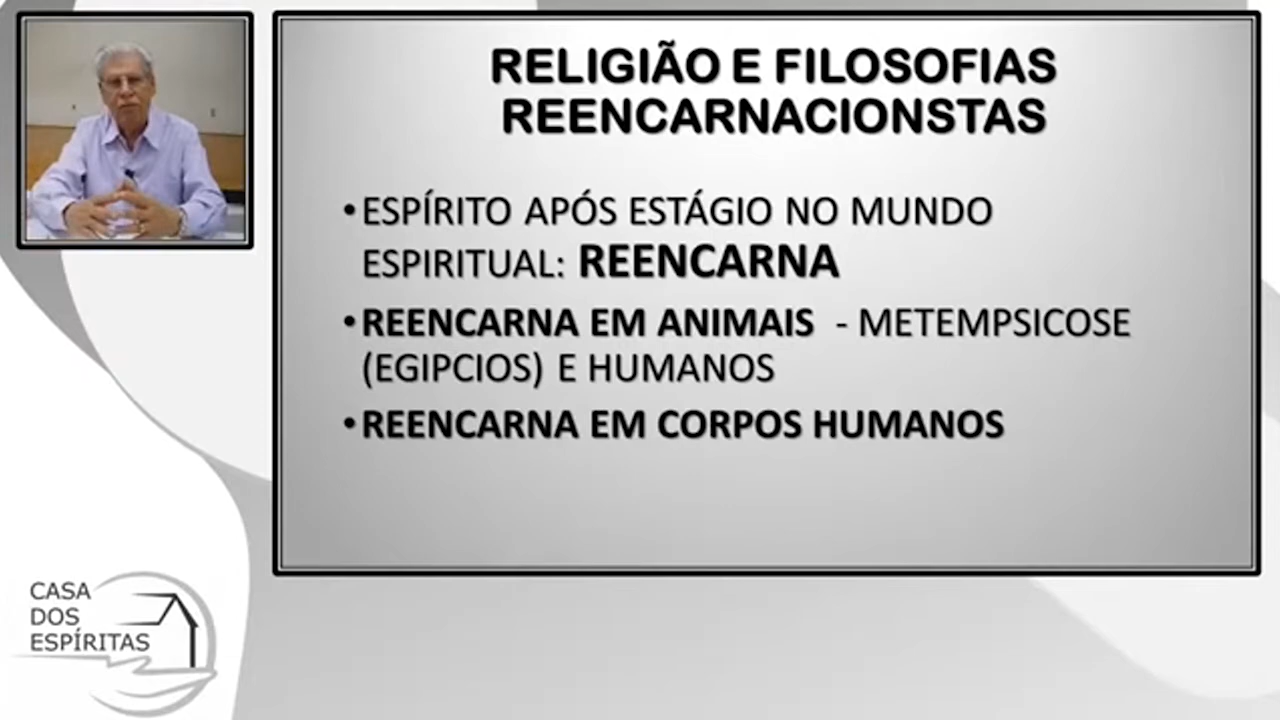 RELIGIÃO E FILOSOFIAS
REENCARNACIONSTAS
•ESPÍRITO APÓS ESTÁGIO NO MUNDO
ESPIRITUAL: REENCARNA
•REENCARNA EM ANIMAIS - METEMPSICOSE
(EGIPCIOS) E HUMANOS
•REENCARNA EM CORPOS HUMANOS
CASA
DOS
ESPÍRITAS